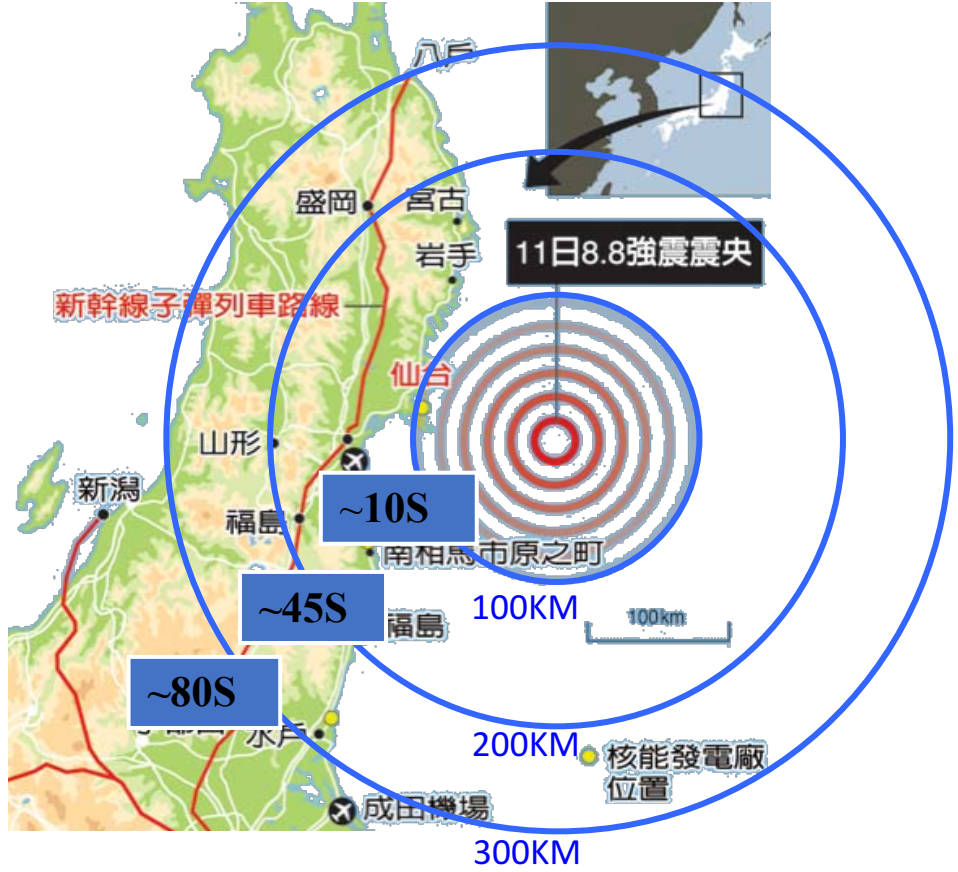 八戶
盛岡
宮古
岩手
11日8.8強震震央
新幹線子彈列車路線
仙台
山形
新潟
福島
~10S
南相馬市原之町
100KM
100km
~45S
福島
~80S
水戶
200KM
核能發電廠
位置
成田機場
300KM